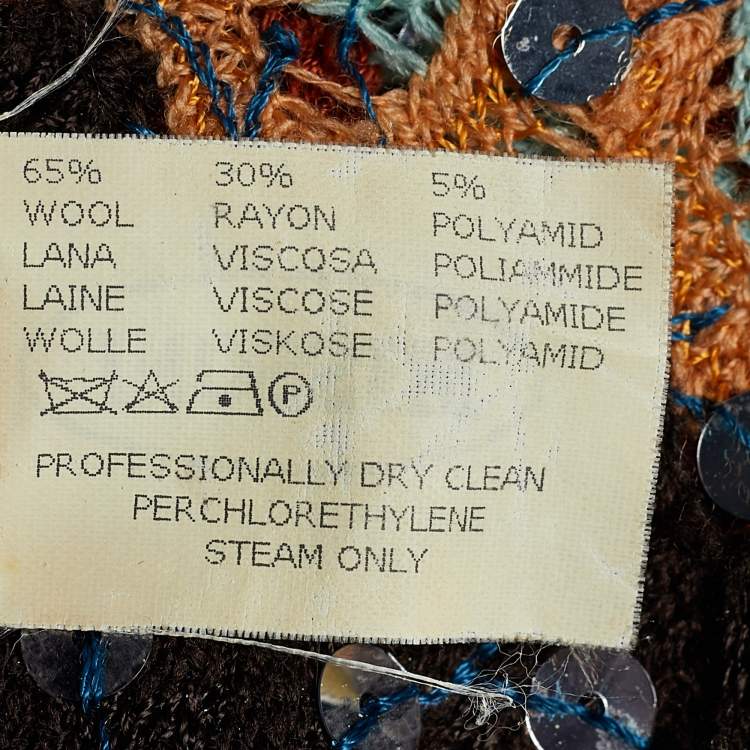 65% 30% 5%
WOOL RAYON POLYAMID
LANA VISCOSA POLIAMMIDE
LAINE VISCOSE POLYAMIDE
WOLLE VISKOSE POLYAMID
P
PROFESSIONALLY DRY CLEAN
PERCHLORETHYLENE
STEAM ONLY